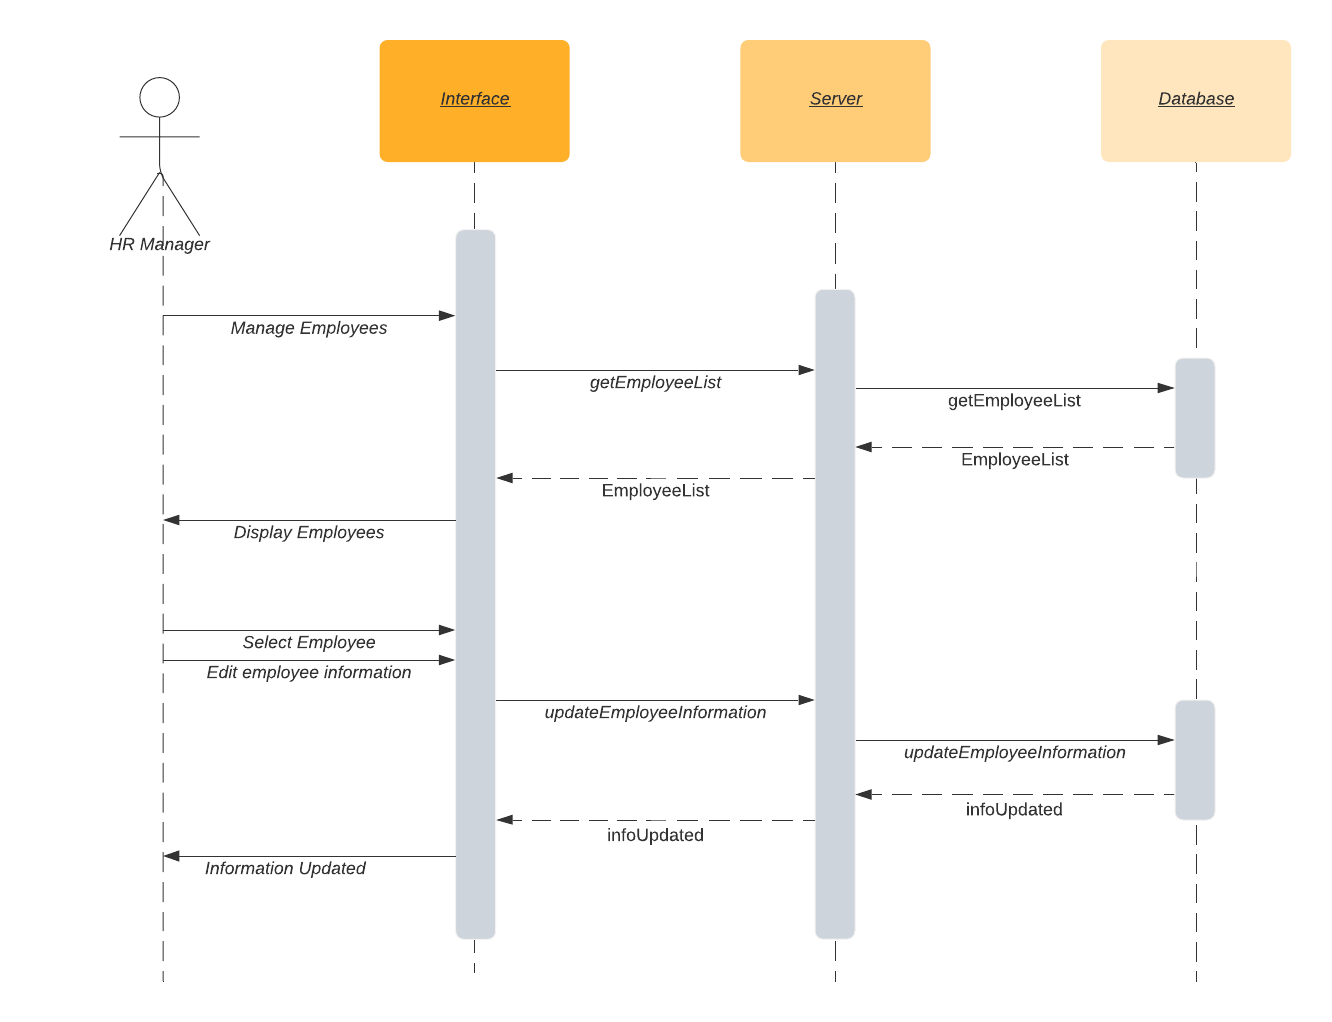 Interface
Server
Database
HR Manager
Manage Employees
getEmployeeList
getEmployeeList
EmployeeList
EmployeeList
Display Employees
Select Employee
Edit employee information
updateEmployeeInformation
updateEmployeeInformation
infoUpdated
infoUpdated
Information Updated